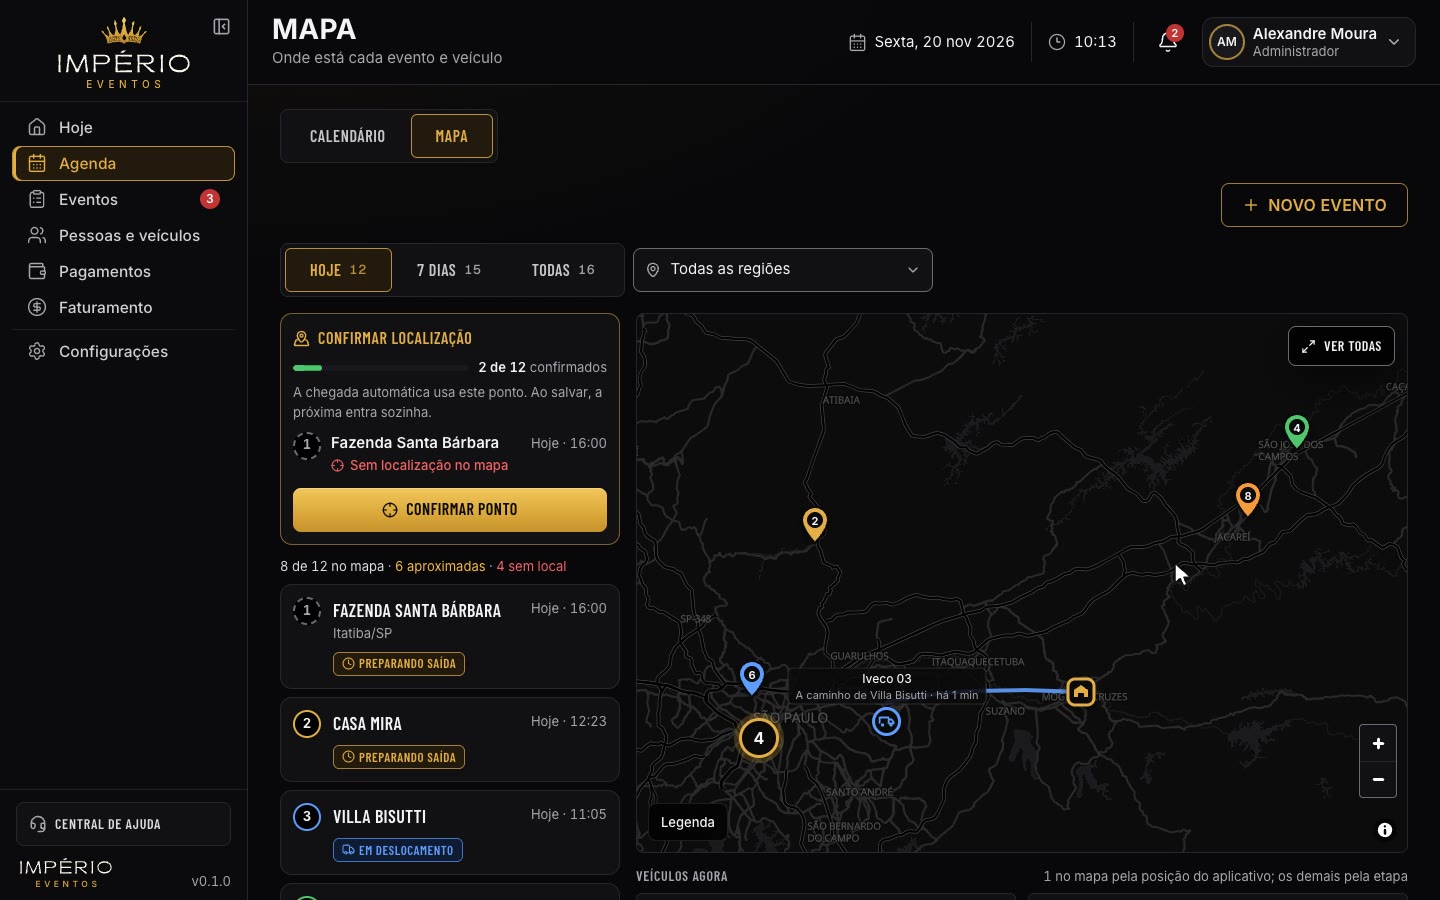 IMPÉRIO
EVENTOS
Hoje
Agenda
Eventos 3
Pessoas e veículos
Pagamentos
Faturamento
Configurações
CENTRAL DE AJUDA
IMPÉRIO
EVENTOS
v0.1.0
MAPA
Onde está cada evento e veículo
Sexta, 20 nov 2026
10:13
2
AM
Alexandre Moura
Administrador
CALENDÁRIO
MAPA
NOVO EVENTO
HOJE 12
7 DIAS 15
TODAS 16
Todas as regiões
CONFIRMAR LOCALIZAÇÃO
2 de 12 confirmados
A chegada automática usa este ponto. Ao salvar, a
próxima entra sozinha.
1 Fazenda Santa Bárbara Hoje · 16:00
Sem localização no mapa
CONFIRMAR PONTO
8 de 12 no mapa · 6 aproximadas · 4 sem local
1 FAZENDA SANTA BÁRBARA Hoje · 16:00
Itatiba/SP
PREPARANDO SAÍDA
2 CASA MIRA Hoje · 12:23
PREPARANDO SAÍDA
3 VILLA BISUTTI Hoje · 11:05
EM DESLOCAMENTO
VER TODAS
ATIBAIA
4
CAMPOS
8
JACAREÍ
2
SP-348
GUARULHOS
ITAQUAQUECETUBA
6
Iveco 03
A caminho de Villa Bisutti · há 1 min
SUZANO
SÃO PAULO
4
SANTO ANDRÉ
SÃO BERNARDO
DO CAMPO
Legenda
+
−
VEÍCULOS AGORA
1 no mapa pela posição do aplicativo; os demais pela etapa